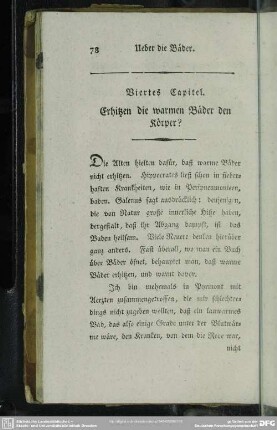 78 Ueber die Bäder.
Viertes Capitel.
Erhitzen die warmen Bäder den
Körper?
Die Alten hielten dafür, daß warme Bäder
nicht erhitzen. Hippocrates ließ schon in fieber
haften Krankheiten, wie in Peripneumonieen,
baden. Galenus sagt ausdrücklich: denjenigen,
die von Natur große innerliche Hitze haben,
dergestalt, daß ihr Abgang dampft, ist das
Baden heilsam. Viele Neuere denken hierüber
ganz anders. Fast überall, wo man ein Buch
über Bäder öfnet, behauptet man, daß warme
Bäder erhitzen, und warnt davor.
Ich bin mehrmals in Pyrmont mit
Aerzten zusammengetroffen, die mir schlechter
dings nicht zugeben wollten, daß ein lauwarmes
Bad, das also einige Grade unter der Blutwär
me wäre, den Kranken, von dem die Rede war,
nicht